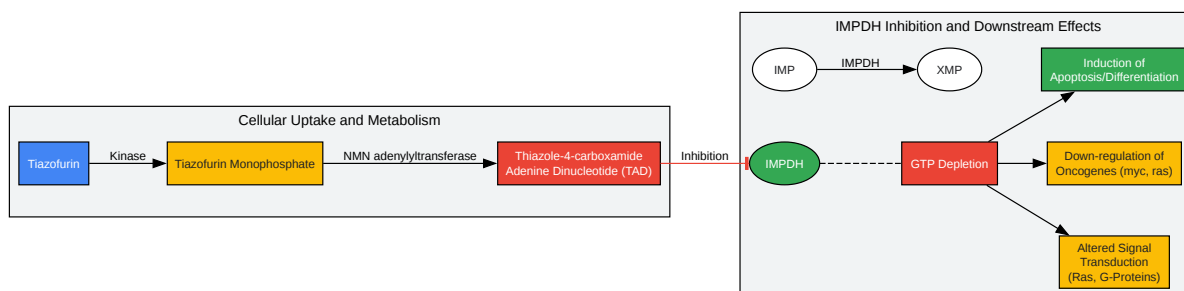 Cellular Uptake and Metabolism
Tiazofurin
Kinase
Tiazofurin Monophosphate
NMN adenylyltransferase
Thiazole-4-carboxamide
Adenine Dinucleotide (TAD)
Inhibition
IMPDH Inhibition and Downstream Effects
IMP
IMPDH
XMP
IMPDH
GTP Depletion
Induction of
Apoptosis/Differentiation
Down-regulation of
Oncogenes (myc, ras)
Altered Signal
Transduction
(Ras, G-Proteins)